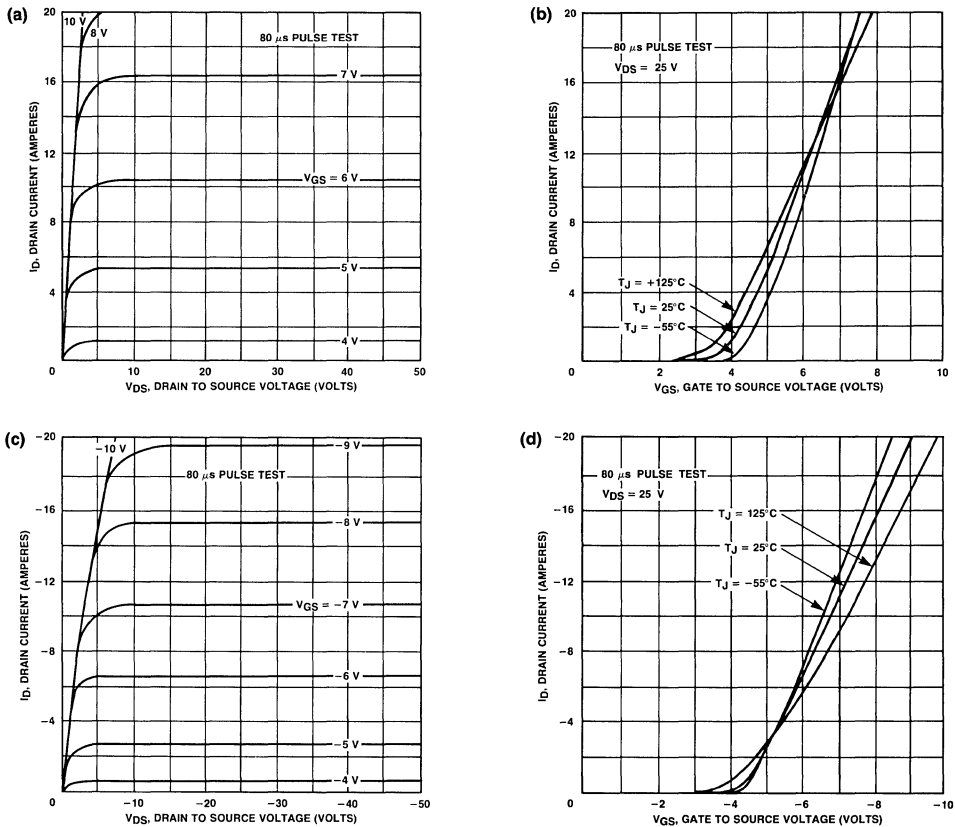 (a)
10 V
8 V
80 μs PULSE TEST
7 V
VGS = 6 V
5 V
4 V
20
16
12
8
4
0
0 10 20 30 40 50
ID, DRAIN CURRENT (AMPERES)
VDS, DRAIN TO SOURCE VOLTAGE (VOLTS)
(b)
80 μs PULSE TEST
VDS = 25 V
TJ = +125°C
TJ = 25°C
TJ = −55°C
20
16
12
8
4
0 2 4 6 8 10
ID, DRAIN CURRENT (AMPERES)
VGS, GATE TO SOURCE VOLTAGE (VOLTS)
(c)
−10 V
−9 V
80 μs PULSE TEST
−8 V
VGS = −7 V
−6 V
−5 V
−4 V
−20
−16
−12
−8
−4
0
0 −10 −20 −30 −40 −50
ID, DRAIN CURRENT (AMPERES)
VDS, DRAIN TO SOURCE VOLTAGE (VOLTS)
(d)
80 μs PULSE TEST
VDS = 25 V
TJ = 125°C
TJ = 25°C
TJ = −55°C
−20
−16
−12
−8
−4
0
0 −2 −4 −6 −8 −10
ID, DRAIN CURRENT (AMPERES)
VGS, GATE TO SOURCE VOLTAGE (VOLTS)